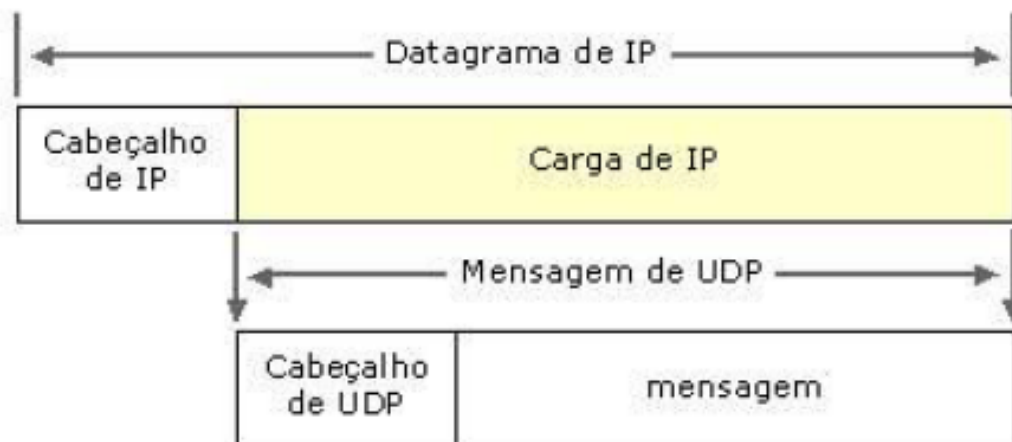 Datagrama de IP
Cabeçalho
de IP
Carga de IP
Mensagem de UDP
Cabeçalho
de UDP
mensagem